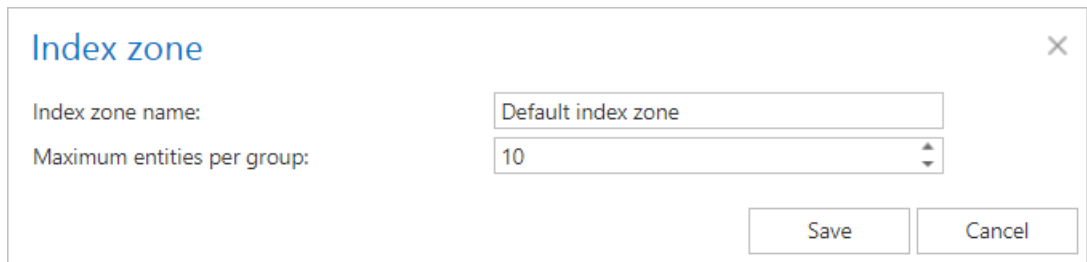 Index zone
Index zone name: Default index zone
Maximum entities per group: 10
Save Cancel